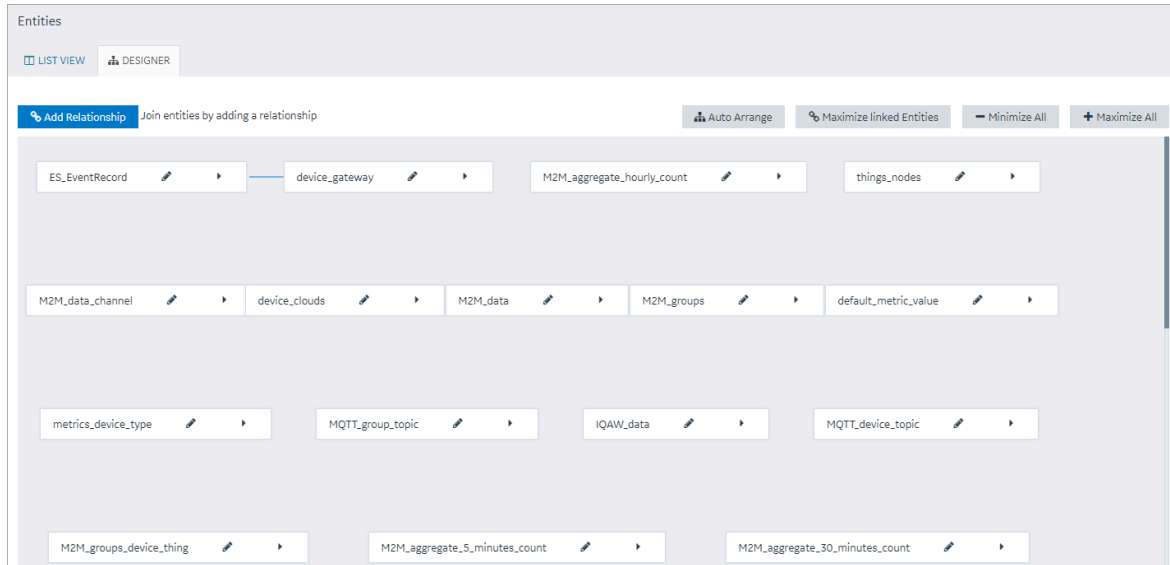 Entities
LIST VIEW DESIGNER
Add Relationship Join entities by adding a relationship Auto Arrange Maximize linked Entities Minimize All Maximize All
ES_EventRecord device_gateway M2M_aggregate_hourly_count things_nodes
M2M_data_channel device_clouds M2M_data M2M_groups default_metric_value
metrics_device_type MQTT_group_topic IQAW_data MQTT_device_topic
M2M_groups_device_thing M2M_aggregate_5_minutes_count M2M_aggregate_30_minutes_count